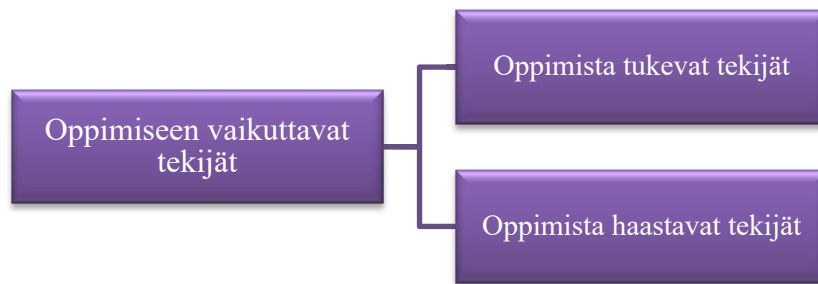 Oppimista tukevat tekijät
Oppimiseen vaikuttavat
tekijät
Oppimista haastavat tekijät